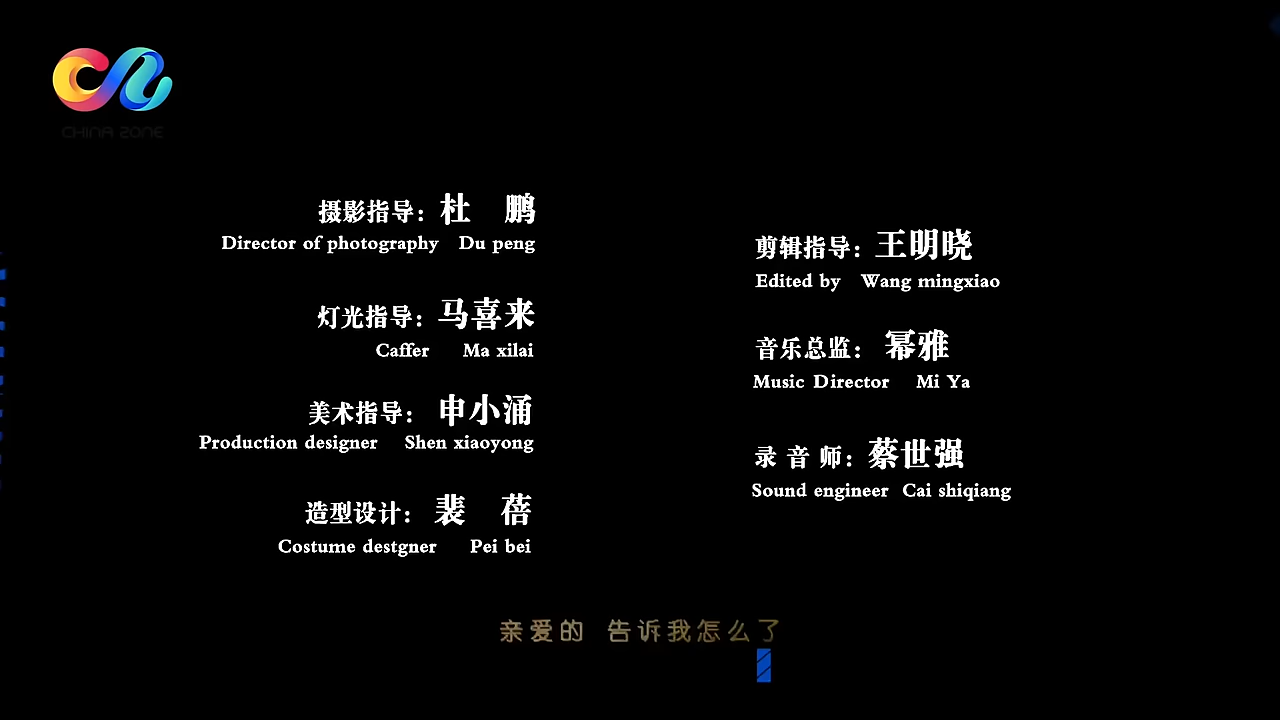 CHINA ZONE
摄影指导：杜 鹏
Director of photography Du peng
灯光指导：马喜来
Caffer Ma xilai
美术指导：申小涌
Production designer Shen xiaoyong
造型设计：裴 蓓
Costume destgner Pei bei
剪辑指导：王明晓
Edited by Wang mingxiao
音乐总监：幂雅
Music Director Mi Ya
录 音 师：蔡世强
Sound engineer Cai shiqiang
亲爱的 告诉我怎么了